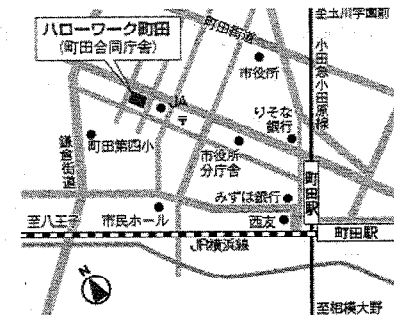 至玉川学園前
ハローワーク町田
(町田合同庁舎)
町田街道
市役所
小田急小田原線
JA
〒
りそな
銀行
鎌倉街道
町田第四小
市役所
分庁舎
みずほ銀行
町田駅
至八王子
市民ホール
西友
町田駅
JR横浜線
N
至相模大野